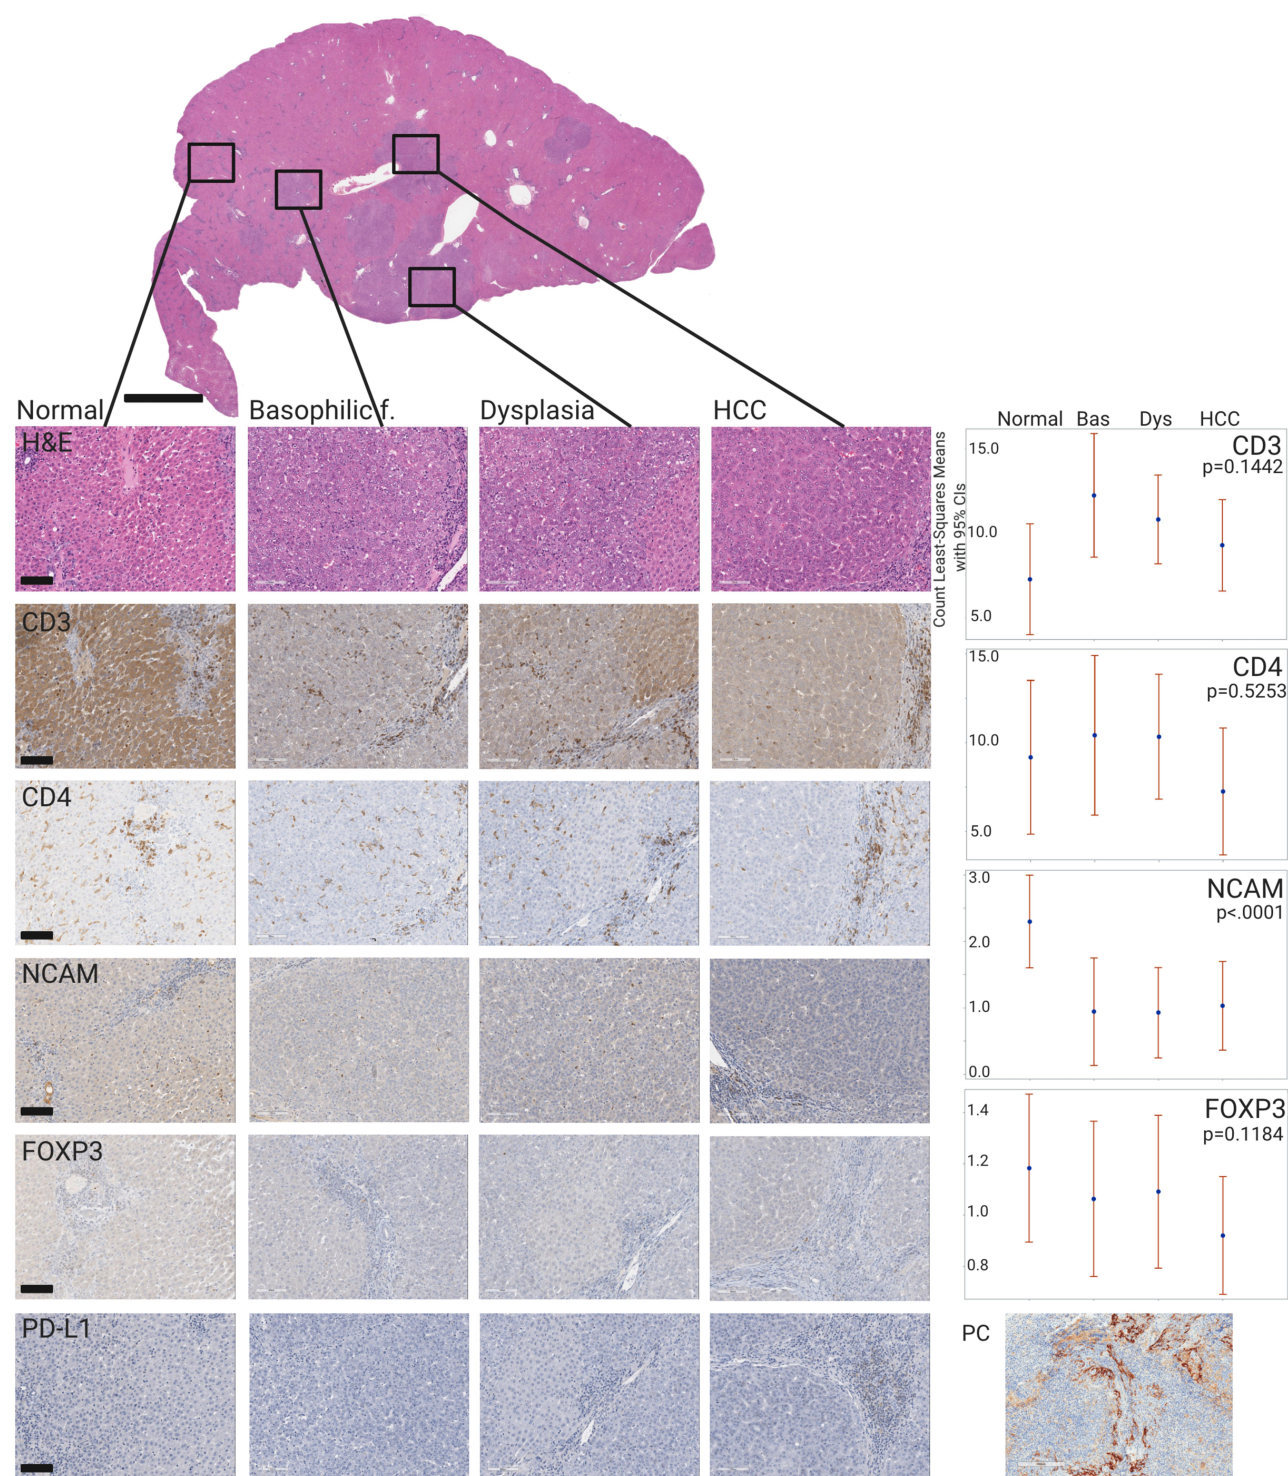 Normal
Basophilic f.
Dysplasia
HCC
H&E
CD3
CD4
NCAM
FOXP3
PD-L1
Normal Bas Dys HCC
Count Least-Squares Means
with 95% CIs
CD3
p=0.1442
15.0
10.0
5.0
CD4
p=0.5253
15.0
10.0
5.0
NCAM
p<.0001
3.0
2.0
1.0
0.0
FOXP3
p=0.1184
1.4
1.2
1.0
0.8
PC